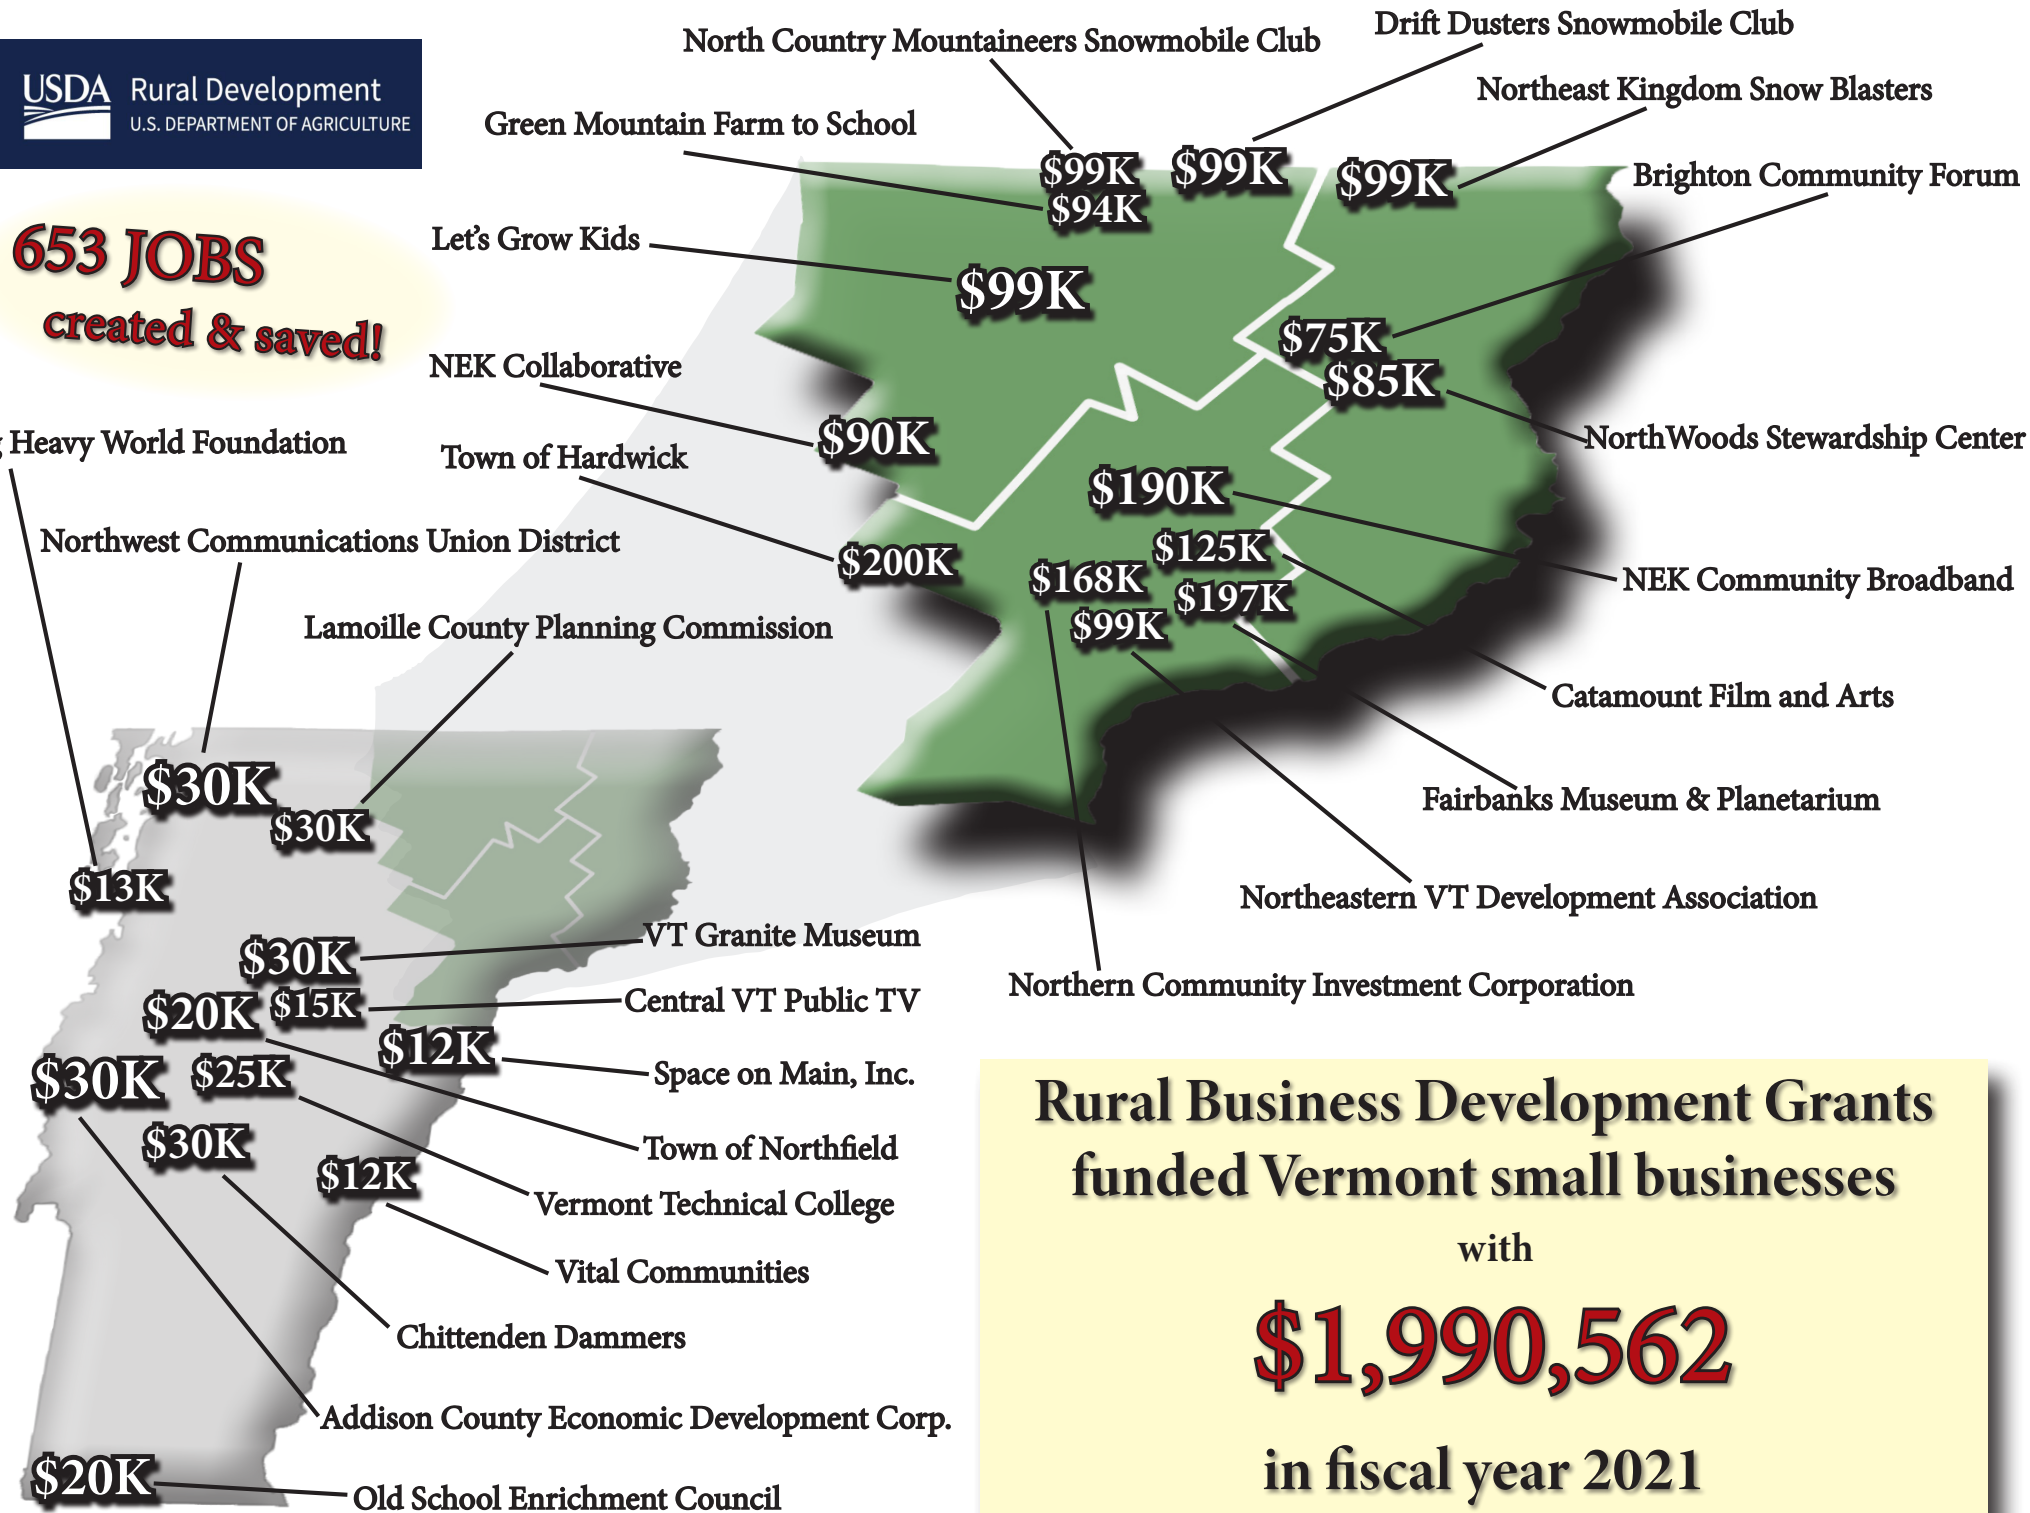 North Country Mountaineers Snowmobile Club
Drift Dusters Snowmobile Club
USDA Rural Development
U.S. DEPARTMENT OF AGRICULTURE
Northeast Kingdom Snow Blasters
Green Mountain Farm to School
$99K
$99K
$99K
Brighton Community Forum
$94K
653 JOBS
created & saved!
Let's Grow Kids
$99K
$75K
NEK Collaborative
$85K
$90K
Heavy World Foundation
Town of Hardwick
NorthWoods Stewardship Center
$190K
Northwest Communications Union District
$125K
$200K
$168K
NEK Community Broadband
$197K
$99K
Lamoille County Planning Commission
Catamount Film and Arts
$30K
$30K
Fairbanks Museum & Planetarium
$13K
Northeastern VT Development Association
VT Granite Museum
$30K
Northern Community Investment Corporation
$20K
$15K
Central VT Public TV
$12K
Space on Main, Inc.
$30K
$25K
Town of Northfield
$30K
$12K
Vermont Technical College
Vital Communities
Chittenden Dammers
Addison County Economic Development Corp.
$20K
Old School Enrichment Council
Rural Business Development Grants
funded Vermont small businesses
with
$1,990,562
in fiscal year 2021